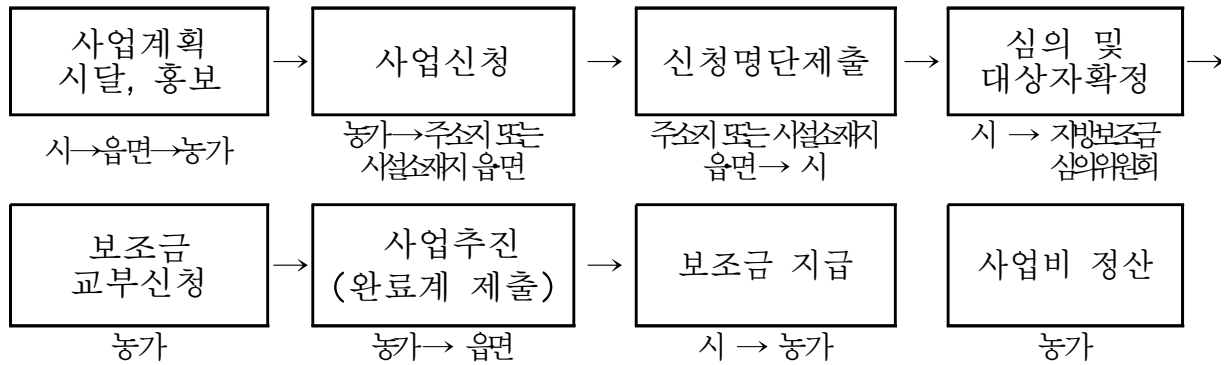 사업계획
시달, 홍보
→
사업신청
→
신청명단제출
→
심의 및
대상자확정
→
시→읍면→농가
농가→주소지 또는
시설소재지 읍·면
주소지 또는 시설소재지
읍·면→ 시
시 → 지방보조금
심의위원회
보조금
교부신청
→
사업추진
(완료계 제출)
→
보조금 지급
사업비 정산
농가
농가→ 읍·면
시 → 농가
농가